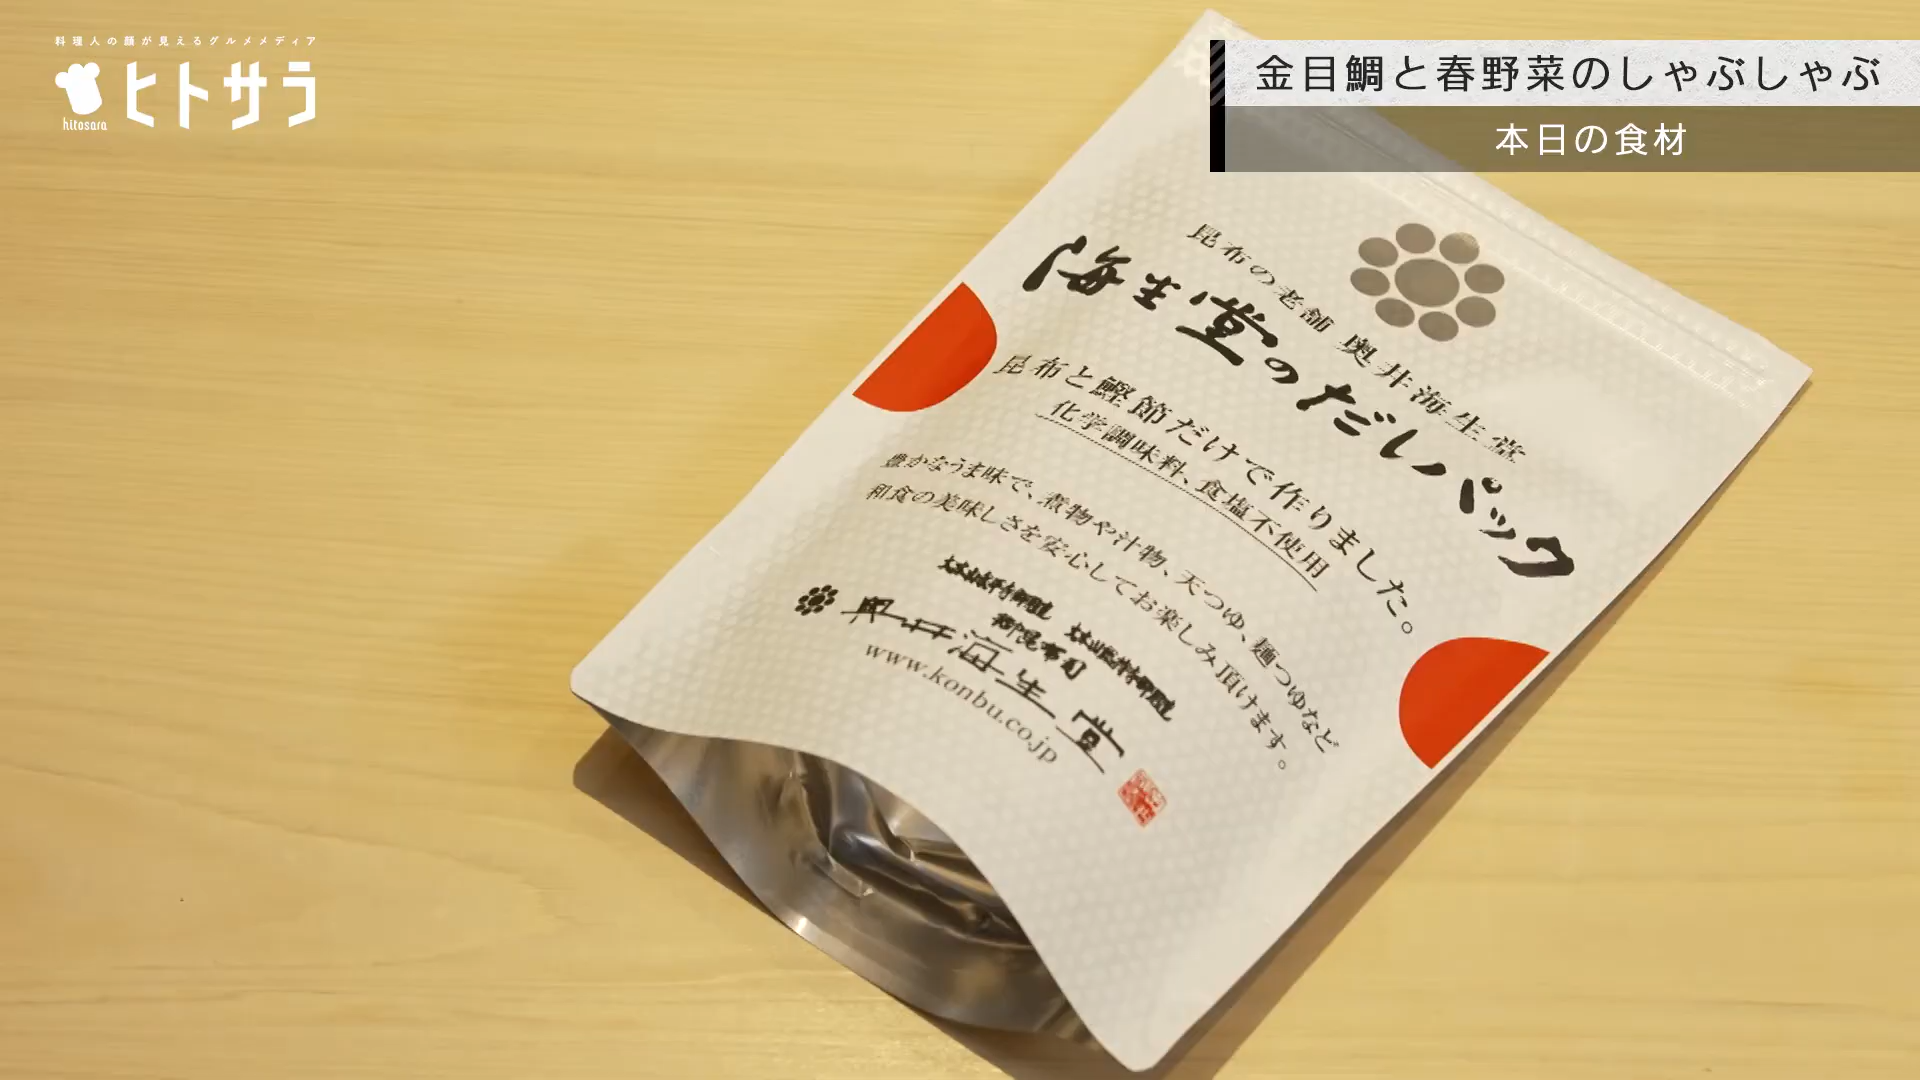 料理人の顔が見えるグルメメディア
ヒトサラ
hitosara
金目鯛と春野菜のしゃぶしゃぶ
本日の食材
昆布の老舗 奥井海生堂
海生堂のだしパック
昆布と鰹節だけで作りました。
化学調味料、食塩不使用
豊かなうま味で、煮物や汁物、天つゆ、麺つゆなど
和食の美味しさを安心してお楽しみ頂けます。
御昆布司
奥井海生堂
www.konbu.co.jp